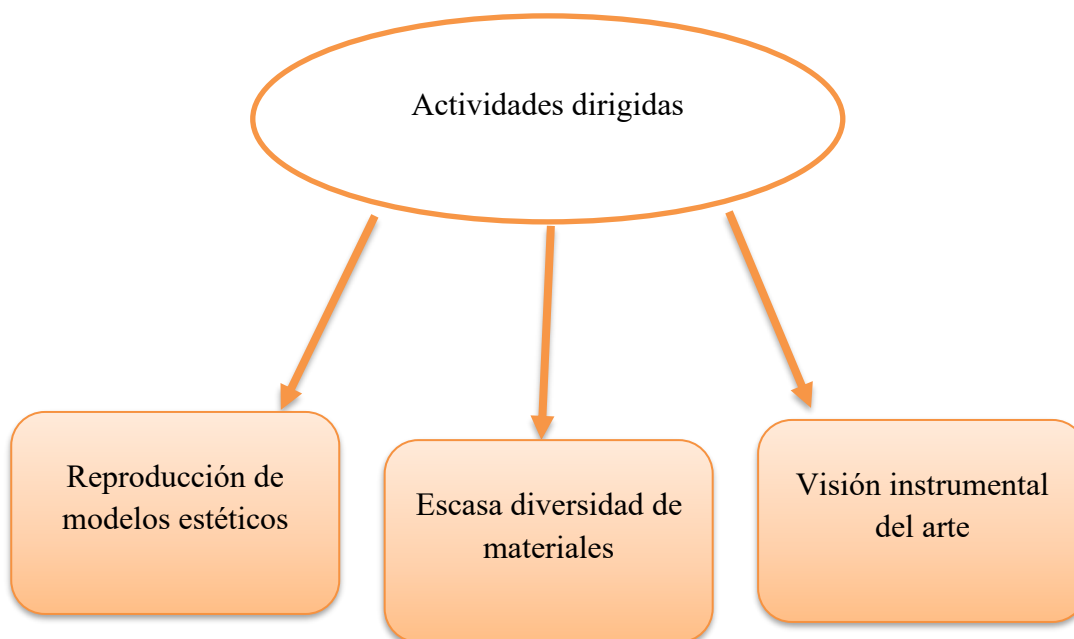 Actividades dirigidas
Reproducción de
modelos estéticos
Escasa diversidad de
materiales
Visión instrumental
del arte